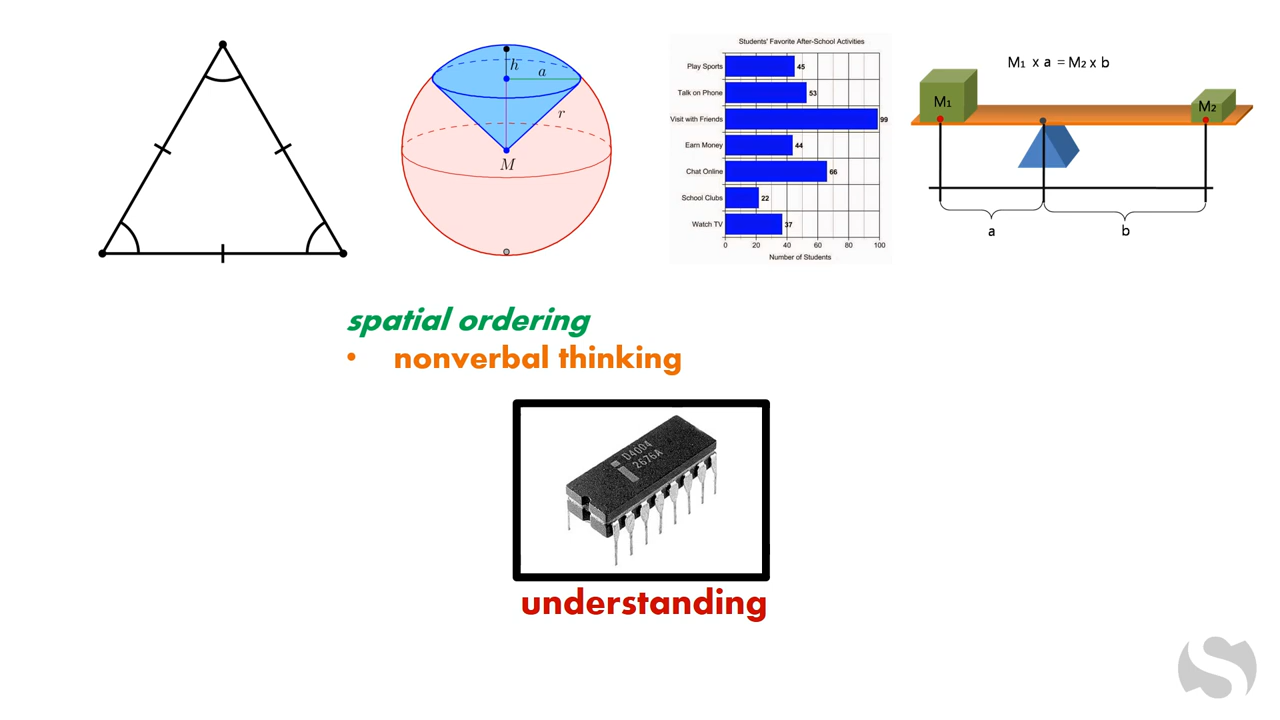 h
a
r
M
Students' Favorite After-School Activities
Play Sports 45
Talk on Phone 53
Visit with Friends 99
Earn Money 44
Chat Online 66
School Clubs 22
Watch TV 37
0 20 40 60 80 100
Number of Students
M₁ x a = M₂ x b
M₁ M₂
a b
spatial ordering
• nonverbal thinking
D4004
2676A
understanding